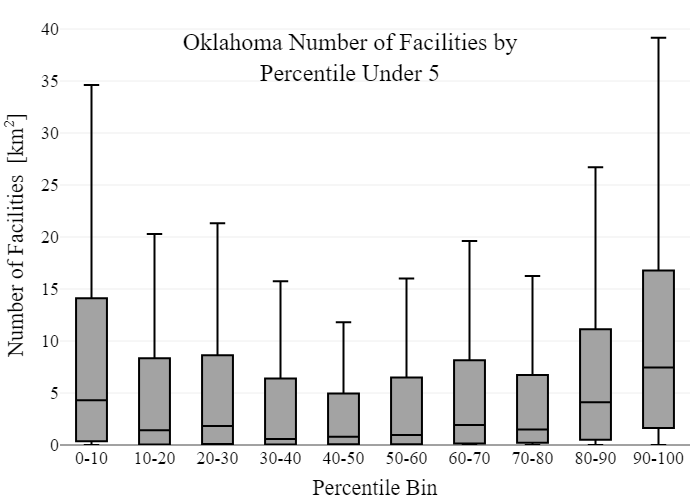 Oklahoma Number of Facilities by
Percentile Under 5
Number of Facilities [km²]
40
35
30
25
20
15
10
5
0
0-10 10-20 20-30 30-40 40-50 50-60 60-70 70-80 80-90 90-100
Percentile Bin